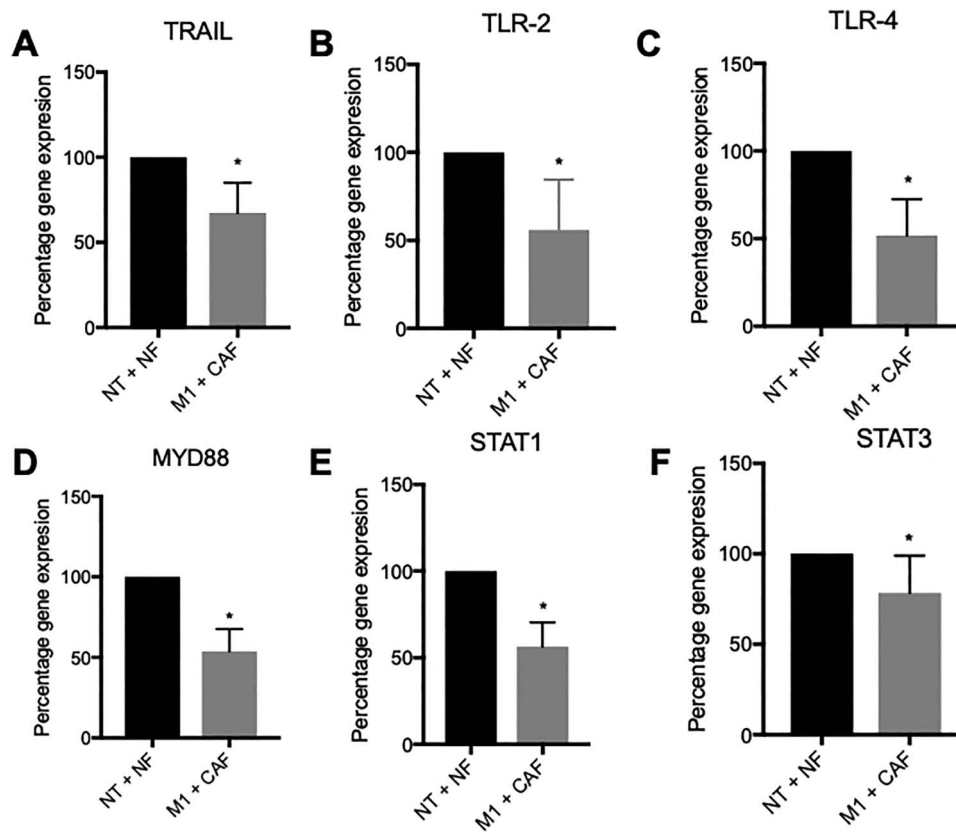 A
TRAIL
Percentage gene expresion
150
100
50
0
*
NT + NF
M1 + CAF
B
TLR-2
Percentage gene expresion
150
100
50
0
*
NT + NF
M1 + CAF
C
TLR-4
Percentage gene expresion
150
100
50
0
*
NT + NF
M1 + CAF
D
MYD88
Percentage gene expresion
150
100
50
0
*
NT + NF
M1 + CAF
E
STAT1
Percentage gene expresion
150
100
50
0
*
NT + NF
M1 + CAF
F
STAT3
Percentage gene expresion
150
100
50
0
*
NT + NF
M1 + CAF